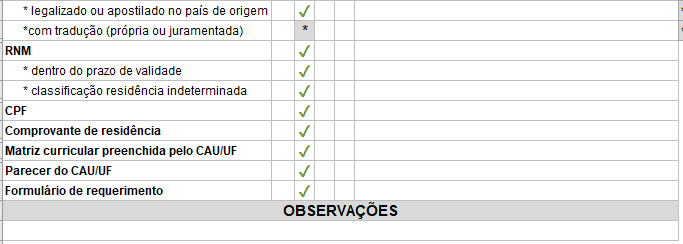 * legalizado ou apostilado no país de origem ✓
*com tradução (própria ou juramentada) *
RNM ✓
* dentro do prazo de validade ✓
* classificação residência indeterminada ✓
CPF ✓
Comprovante de residência ✓
Matriz curricular preenchida pelo CAU/UF ✓
Parecer do CAU/UF ✓
Formulário de requerimento ✓
OBSERVAÇÕES